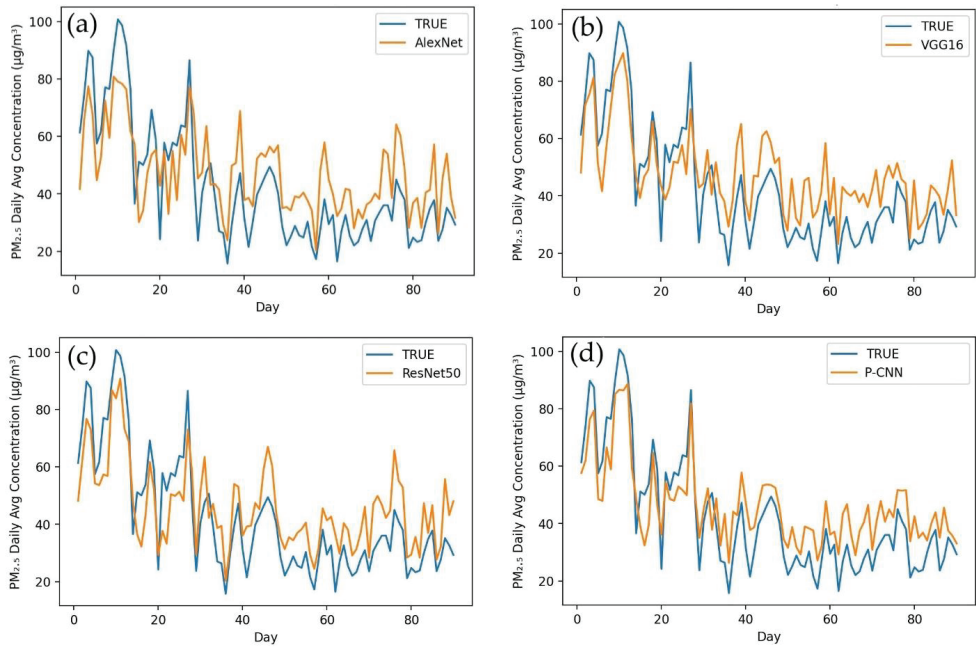 (a)
TRUE
AlexNet
PM₂.₅ Daily Avg Concentration (μg/m³)
100
80
60
40
20
0 20 40 60 80
Day
(b)
TRUE
VGG16
PM₂.₅ Daily Avg Concentration (μg/m³)
100
80
60
40
20
0 20 40 60 80
Day
(c)
TRUE
ResNet50
PM₂.₅ Daily Avg Concentration (μg/m³)
100
80
60
40
20
0 20 40 60 80
Day
(d)
TRUE
P-CNN
PM₂.₅ Daily Avg Concentration (μg/m³)
100
80
60
40
20
0 20 40 60 80
Day